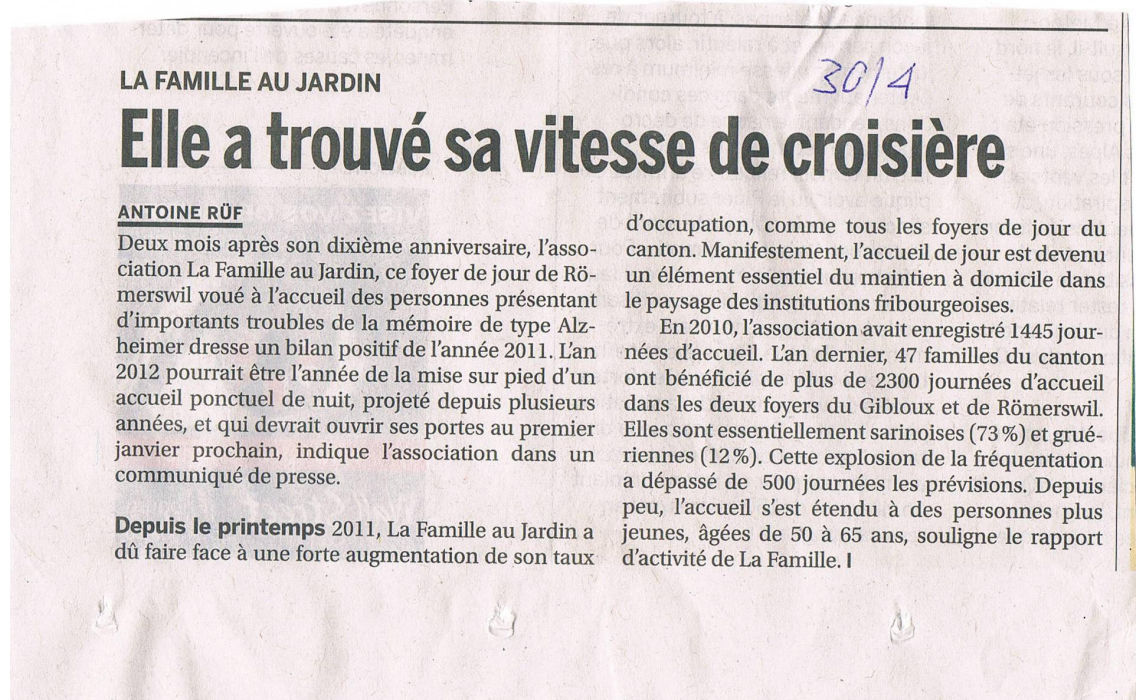 LA FAMILLE AU JARDIN
30/4
Elle a trouvé sa vitesse de croisière
ANTOINE RÜF
Deux mois après son dixième anniversaire, l'asso-
ciation La Famille au Jardin, ce foyer de jour de Rö-
merswil voué à l'accueil des personnes présentant
d'importants troubles de la mémoire de type Alz-
heimer dresse un bilan positif de l'année 2011. L'an
2012 pourrait être l'année de la mise sur pied d'un
accueil ponctuel de nuit, projeté depuis plusieurs
années, et qui devrait ouvrir ses portes au premier
janvier prochain, indique l'association dans un
communiqué de presse.
Depuis le printemps 2011, La Famille au Jardin a
dû faire face à une forte augmentation de son taux
d'occupation, comme tous les foyers de jour du
canton. Manifestement, l'accueil de jour est devenu
un élément essentiel du maintien à domicile dans
le paysage des institutions fribourgeoises.
En 2010, l'association avait enregistré 1445 jour-
nées d'accueil. L'an dernier, 47 familles du canton
ont bénéficié de plus de 2300 journées d'accueil
dans les deux foyers du Gibloux et de Römerswil.
Elles sont essentiellement sarinoises (73%) et grué-
riennes (12%). Cette explosion de la fréquentation
a dépassé de 500 journées les prévisions. Depuis
peu, l'accueil s'est étendu à des personnes plus
jeunes, âgées de 50 à 65 ans, souligne le rapport
d'activité de La Famille. I